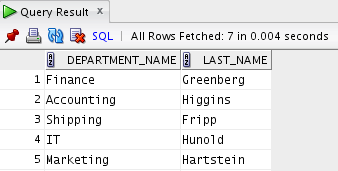 Query Result
SQL | All Rows Fetched: 7 in 0.004 seconds
DEPARTMENT_NAME LAST_NAME
1 Finance Greenberg
2 Accounting Higgins
3 Shipping Fripp
4 IT Hunold
5 Marketing Hartstein